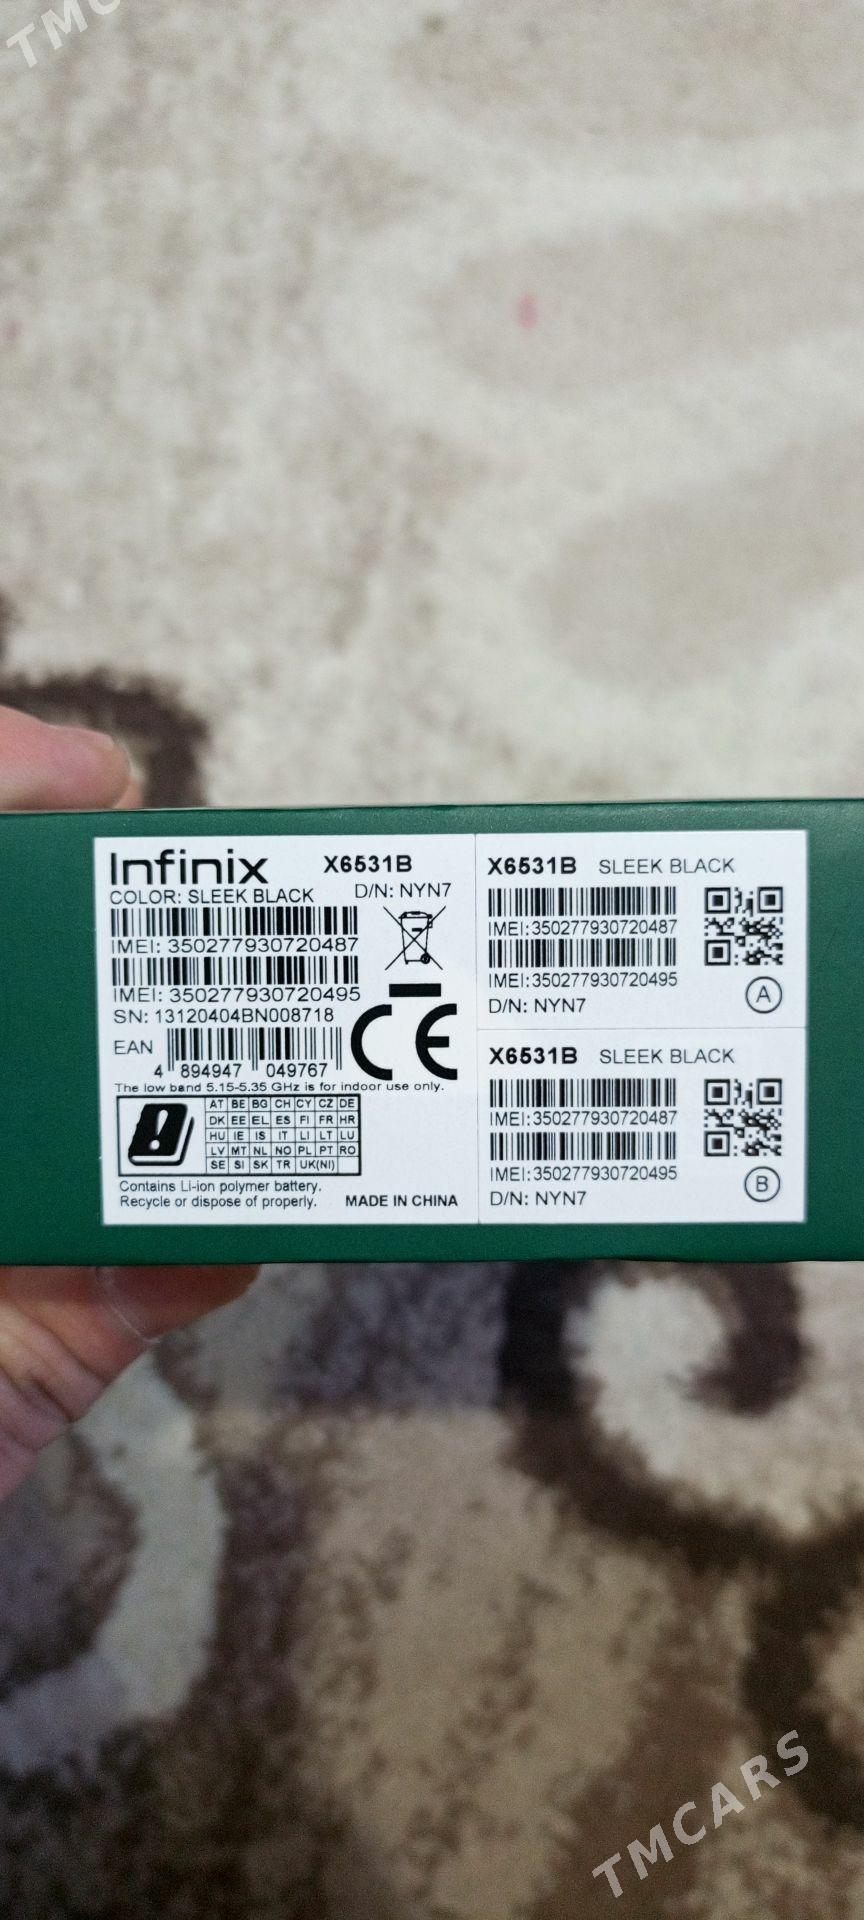 TMC
Infinix X6531B
COLOR: SLEEK BLACK D/N: NYN7
IMEI: 350277930720487
IMEI: 350277930720495
SN: 13120404BN008718
EAN
4 894947 049767
CE
The low band 5.15-5.35 GHz is for indoor use only.
AT BE BG CH CY CZ DE
DK EE EL ES FI FR HR
HU IE IS IT LI LT LU
LV MT NL NO PL PT RO
SE SI SK TR UK(NI)
Contains Li-ion polymer battery.
Recycle or dispose of properly. MADE IN CHINA
X6531B SLEEK BLACK
IMEI:350277930720487
IMEI:350277930720495
D/N: NYN7
A
X6531B SLEEK BLACK
IMEI:350277930720487
IMEI:350277930720495
D/N: NYN7
B
TMCARS